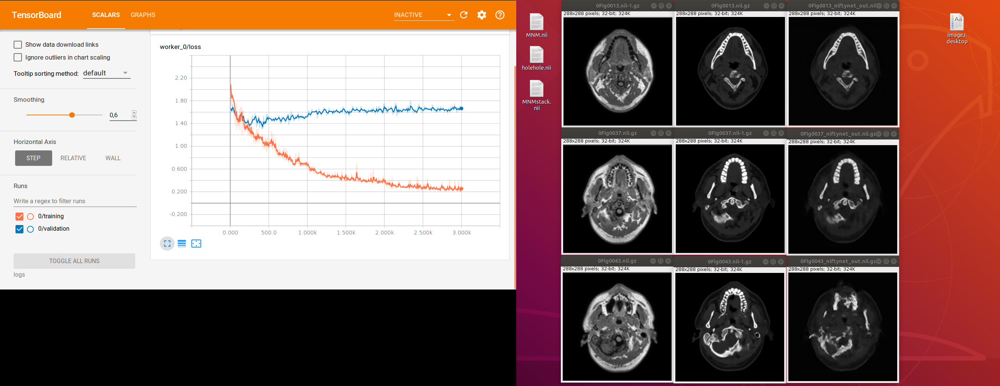 TensorBoard
SCALARS
GRAPHS
INACTIVE
Show data download links
Ignore outliers in chart scaling
Tooltip sorting method: default
Smoothing
0,6
Horizontal Axis
STEP
RELATIVE
WALL
Runs
Write a regex to filter runs
0/training
0/validation
TOGGLE ALL RUNS
logs
worker_0/loss
2.20
1.80
1.40
1.00
0.600
0.200
-0.200
0.000
500.0
1.000k
1.500k
2.000k
2.500k
3.000k
MNM.nii
holehole.nii
MNMstack.
nii
0Fig0013.nii-1.gz
288x288 pixels; 32-bit; 324K
0Fig0013.nii.gz
288x288 pixels; 32-bit; 324K
0Fig0013_niftynet_out.nii
288x288 pixels; 32-bit; 324K
0Fig0037.nii.gz
288x288 pixels; 32-bit; 324K
0Fig0037.nii-1.gz
288x288 pixels; 32-bit; 324K
0Fig0037_niftynet_out.nii.gz
288x288 pixels; 32-bit; 324K
0Fig0043.nii.gz
288x288 pixels; 32-bit; 324K
0Fig0043.nii-1.gz
288x288 pixels; 32-bit; 324K
0Fig0043_niftynet_out.nii.gz
288x288 pixels; 32-bit; 324K
Aa
ImageJ.
desktop